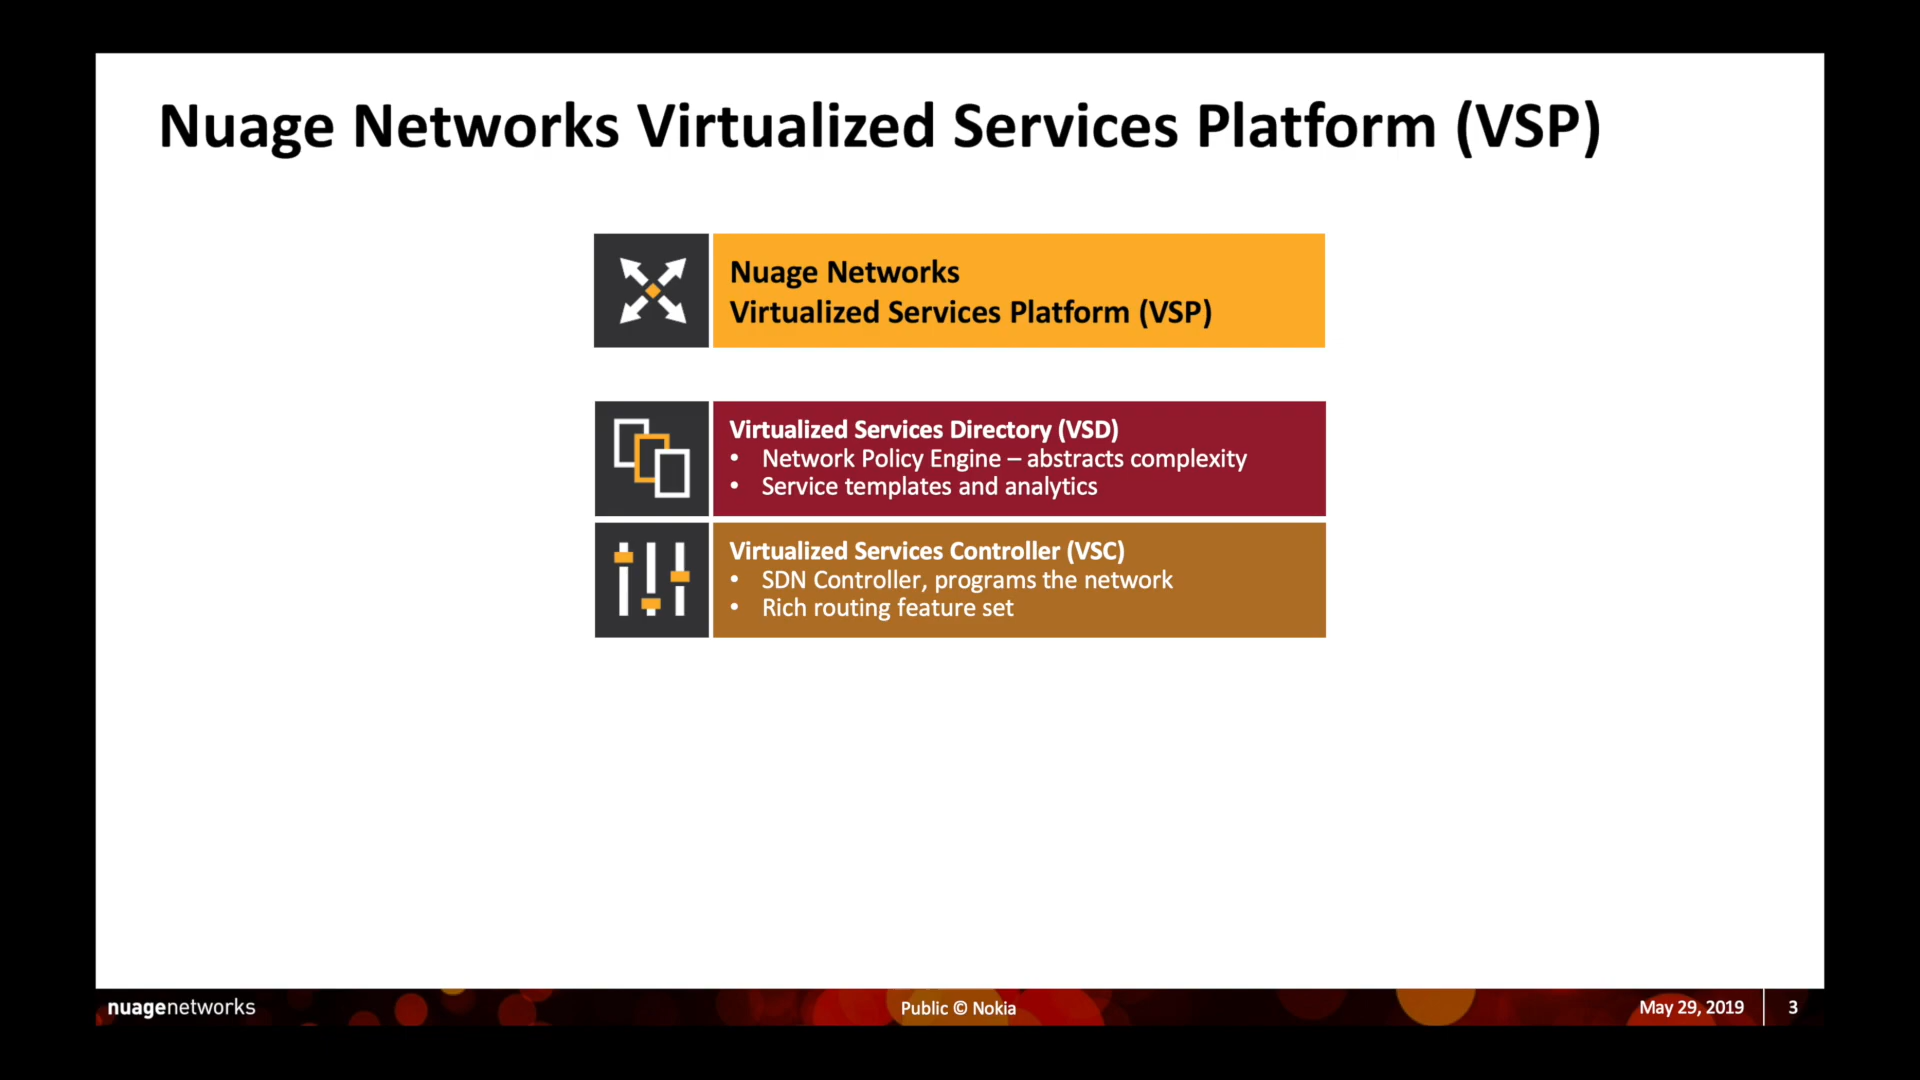 Nuage Networks Virtualized Services Platform (VSP)
Nuage Networks
Virtualized Services Platform (VSP)
Virtualized Services Directory (VSD)
• Network Policy Engine – abstracts complexity
• Service templates and analytics
Virtualized Services Controller (VSC)
• SDN Controller, programs the network
• Rich routing feature set
nuagenetworks
Public © Nokia
May 29, 2019
3